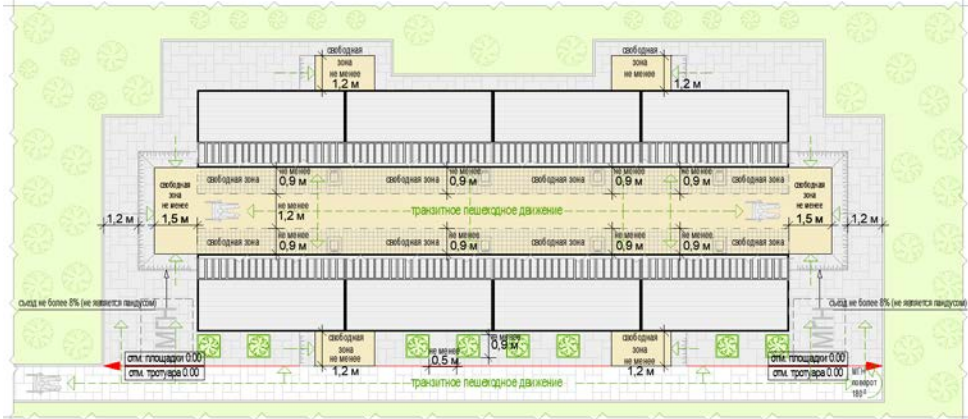 свободная
зона
не менее
1,2 м
свободная
зона
не менее
1,2 м
не менее
0,9 м
не менее
0,9 м
не менее
0,9 м
не менее
0,9 м
свободная зона
свободная зона
свободная зона
свободная зона
свободная
зона
не менее
1,5 м
свободная
зона
не менее
1,5 м
1,2 м
1,2 м
не менее
1,2 м
транзитное пешеходное движение
свободная зона
свободная зона
свободная зона
свободная зона
не менее
0,9 м
не менее
0,9 м
не менее
0,9 м
не менее
0,9 м
съезд не более 8% (не является пандусом)
съезд не более 8% (не является пандусом)
МГН
МГН
свободная
зона
не менее
1,2 м
не менее
0,9 м
не менее
0,5 м
свободная
зона
не менее
1,2 м
отм. площадки 0.00
отм. тротуара 0.00
отм. площадки 0.00
отм. тротуара 0.00
транзитное пешеходное движение
МГН
поворот
180°